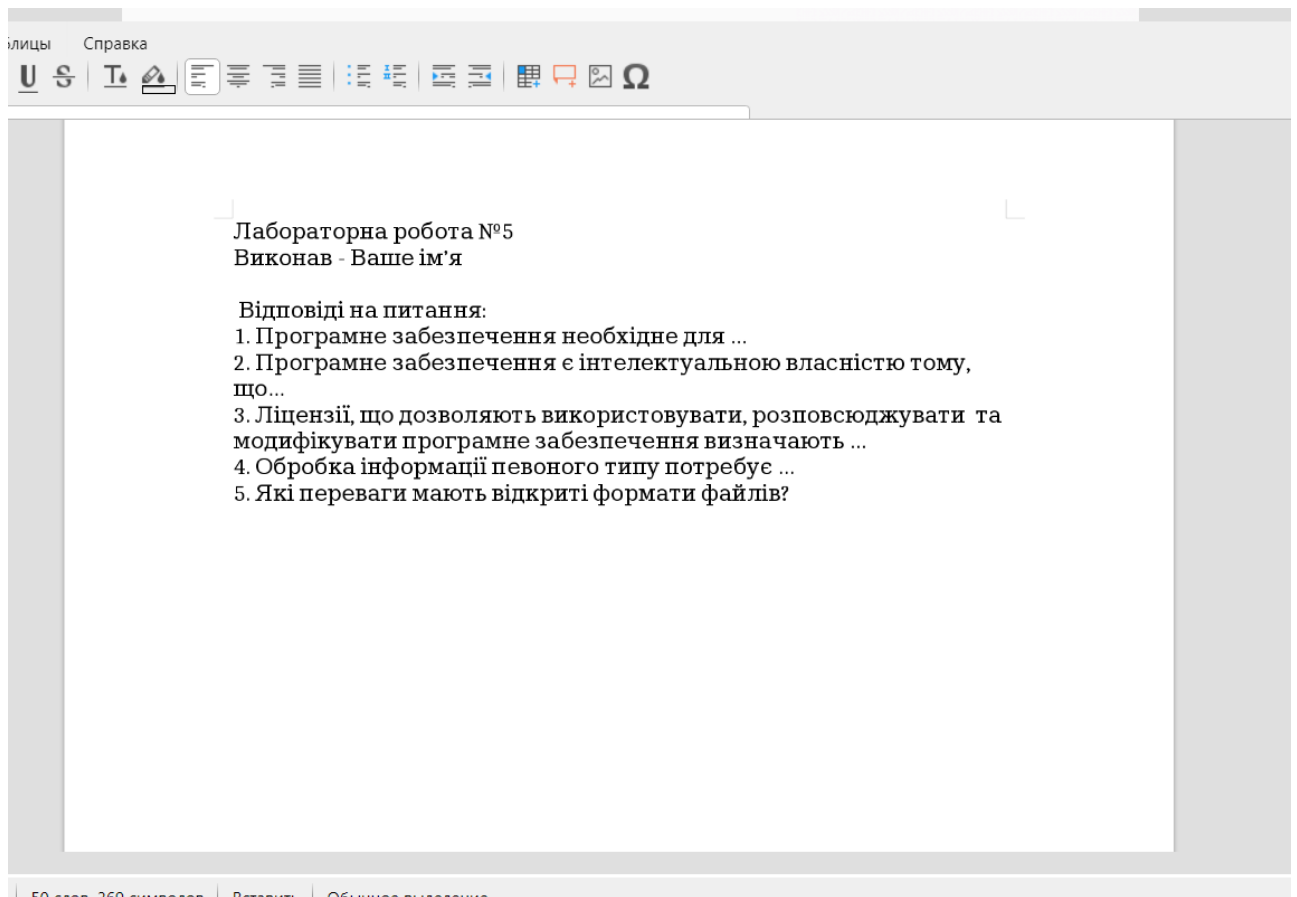 Справка
Лабораторна робота №5
Виконав - Ваше ім'я
Відповіді на питання:
1. Програмне забезпечення необхідне для ...
2. Програмне забезпечення є інтелектуальною власністю тому,
що...
3. Ліцензії, що дозволяють використовувати, розповсюджувати та
модифікувати програмне забезпечення визначають ...
4. Обробка інформації певоного типу потребує ...
5. Які переваги мають відкриті формати файлів?